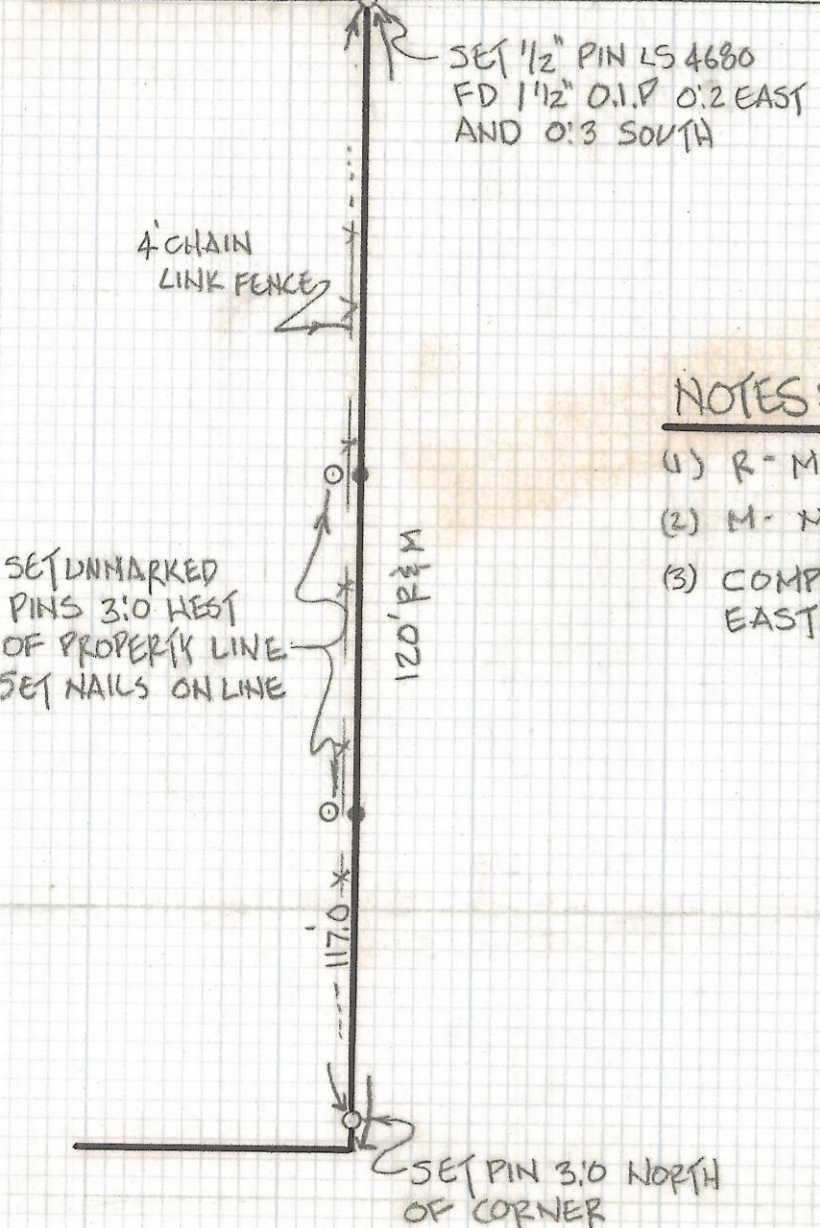 SET 1/2" PIN LS 4680
FD 1 1/2" O.I.P 0.'2 EAST
AND 0.'3 SOUTH
4' CHAIN
LINK FENCE
NOTES:
(1) R - M
(2) M -
(3) COMP
EAST
SET UNMARKED
PINS 3.'0 WEST
OF PROPERTY LINE
SET NAILS ON LINE
120' R & M
117.'0
SET PIN 3.'0 NORTH
OF CORNER